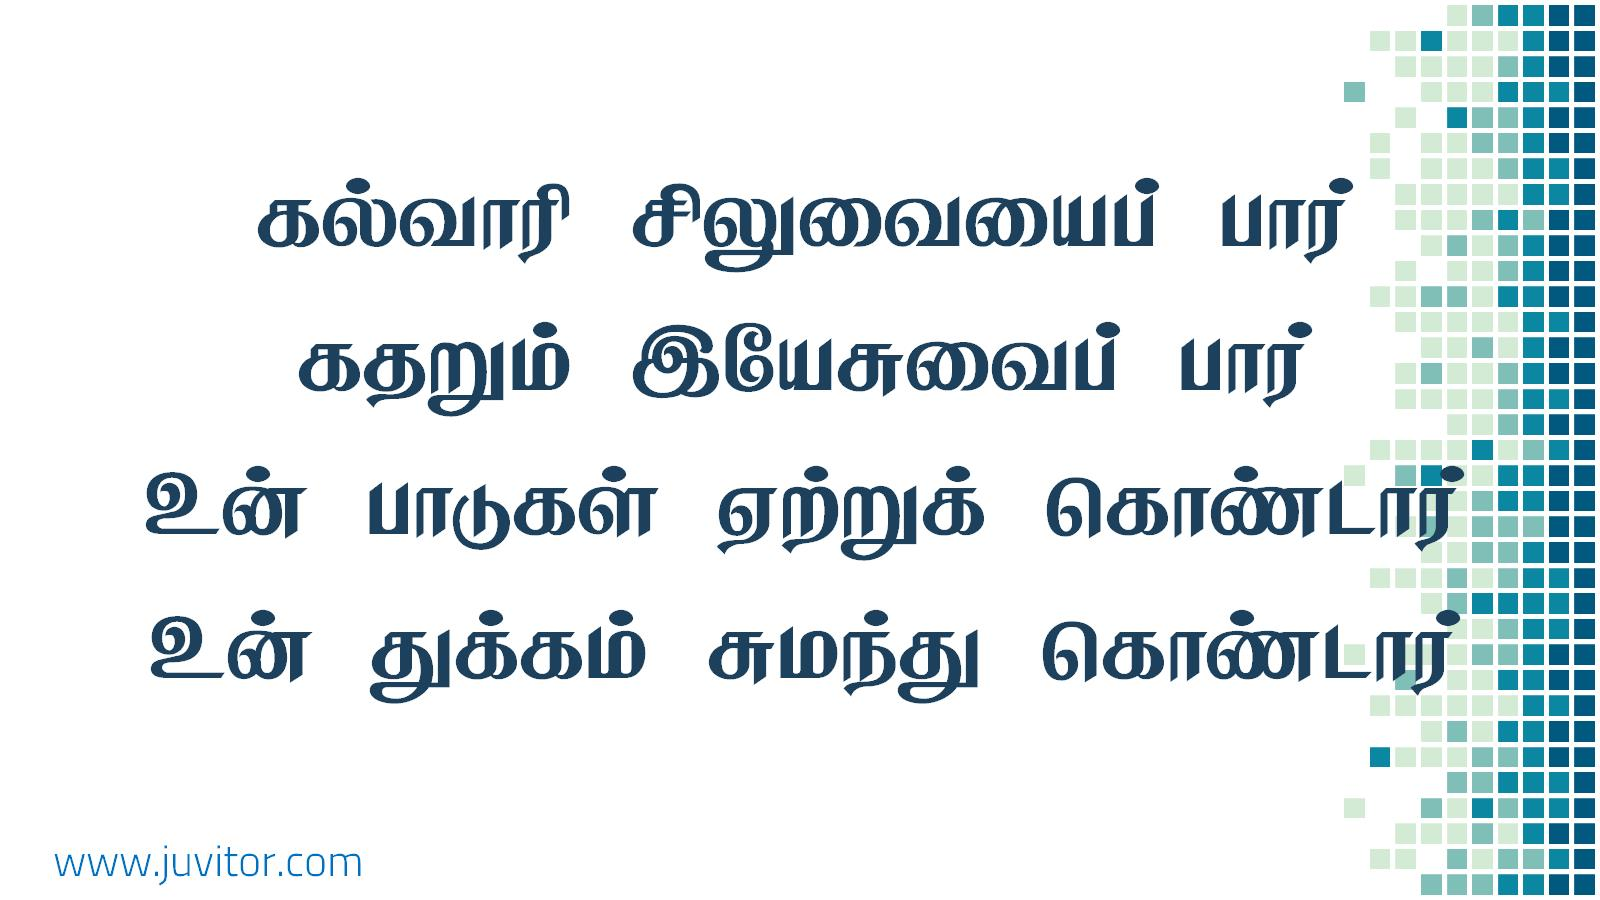 கல்வாரி சிலுவையைப் பார்
கதறும் இயேசுவைப் பார்
உன் பாடுகள் ஏற்றுக் கொண்டார்
உன் துக்கம் சுமந்து கொண்டார்
www.juvitor.com